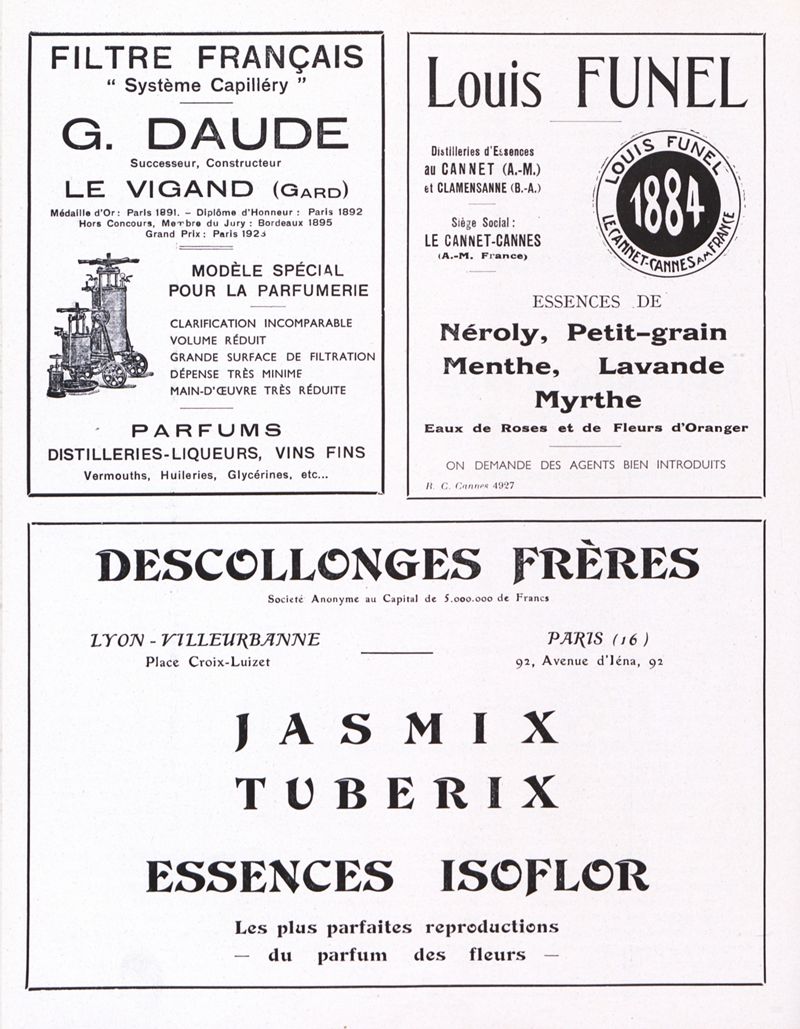 FILTRE FRANÇAIS
“ Système Capilléry ”
G. DAUDE
Successeur, Constructeur
LE VIGAND (GARD)
Médaille d'Or : Paris 1891. – Diplôme d'Honneur : Paris 1892
Hors Concours, Membre du Jury : Bordeaux 1895
Grand Prix : Paris
MODÈLE SPÉCIAL
POUR LA PARFUMERIE
CLARIFICATION INCOMPARABLE
VOLUME RÉDUIT
GRANDE SURFACE DE FILTRATION
DÉPENSE TRÈS MINIME
MAIN-D'ŒUVRE TRÈS RÉDUITE
PARFUMS
DISTILLERIES-LIQUEURS, VINS FINS
Vermouths, Huileries, Glycérines, etc...
Louis FUNEL
Distilleries d'Essences
au CANNET (A.-M.)
et CLAMENSANNE (B.-A.)
Siège Social :
LE CANNET-CANNES
(A.-M. France)
LOUIS FUNEL
1884
LE CANNET-CANNES A.M. FRANCE
ESSENCES DE
Néroly, Petit-grain
Menthe, Lavande
Myrthe
Eaux de Roses et de Fleurs d'Oranger
ON DEMANDE DES AGENTS BIEN INTRODUITS
R. C. Cannes 4927
DESCOLLONGES FRÈRES
Societé Anonyme au Capital de 5.000.000 de Francs
LYON - VILLEURBANNE
Place Croix-Luizet
PARIS (16)
92, Avenue d'Iéna, 92
JASMIX
TUBERIX
ESSENCES ISOFLOR
Les plus parfaites reproductions
— du parfum des fleurs —